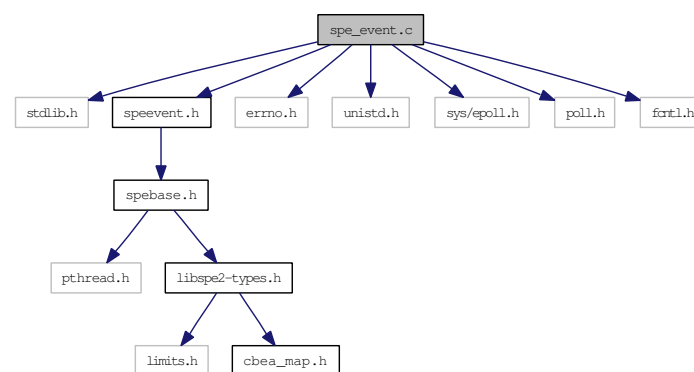 spe_event.c
stdlib.h
speevent.h
errno.h
unistd.h
sys/epoll.h
poll.h
fcntl.h
spebase.h
pthread.h
libspe2-types.h
limits.h
cbea_map.h